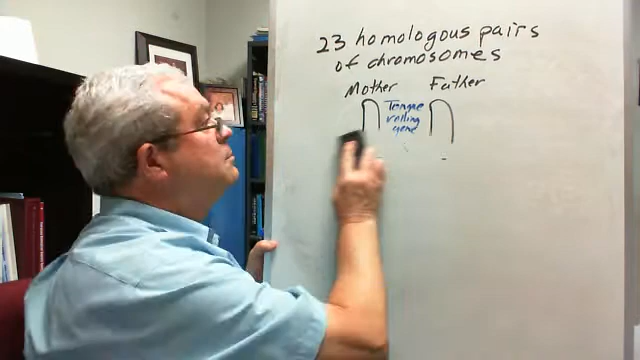 23 homologous pairs
of chromosomes
Mother Father
Tongue
rolling
gene